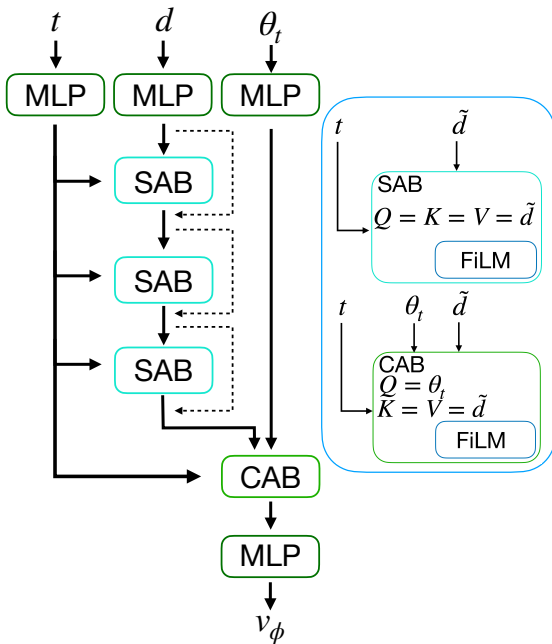 t d θ_t
MLP MLP MLP
SAB
SAB
SAB
CAB
MLP
v_ϕ
t d̃
SAB
Q = K = V = d̃
FiLM
t θ_t d̃
CAB
Q = θ_t
K = V = d̃
FiLM